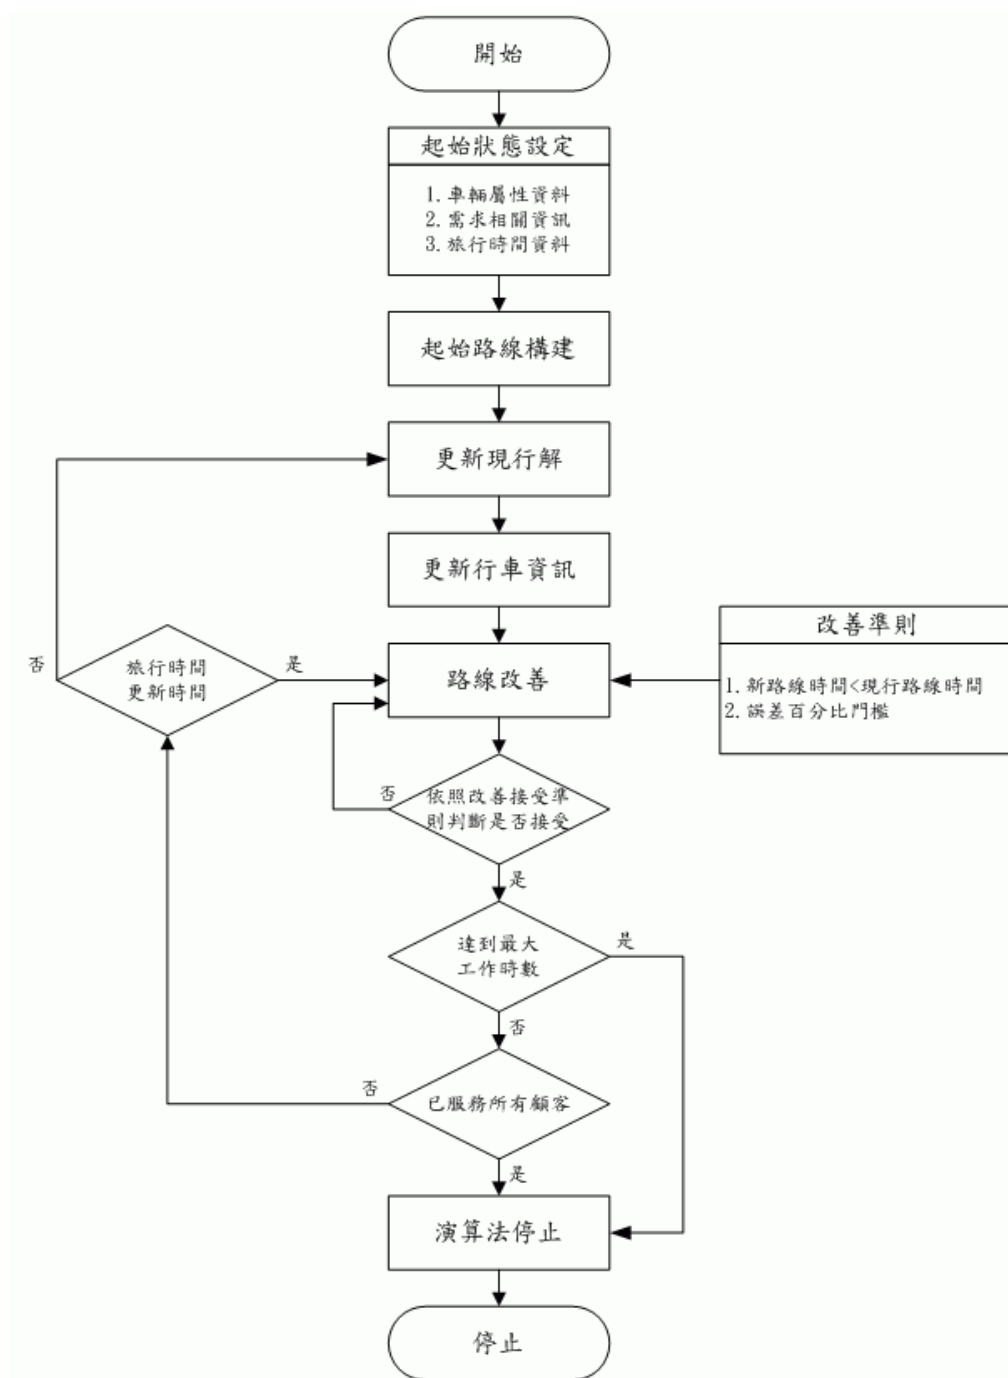 開始
起始狀態設定
1. 車輛屬性資料
2. 需求相關資訊
3. 旅行時間資料
起始路線構建
更新現行解
更新行車資訊
改善準則
1. 新路線時間<現行路線時間
2. 誤差百分比門檻
否
旅行時間
更新時間
是
路線改善
否
依照改善接受準
則判斷是否接受
是
達到最大
工作時數
是
否
否
已服務所有顧客
是
演算法停止
停止